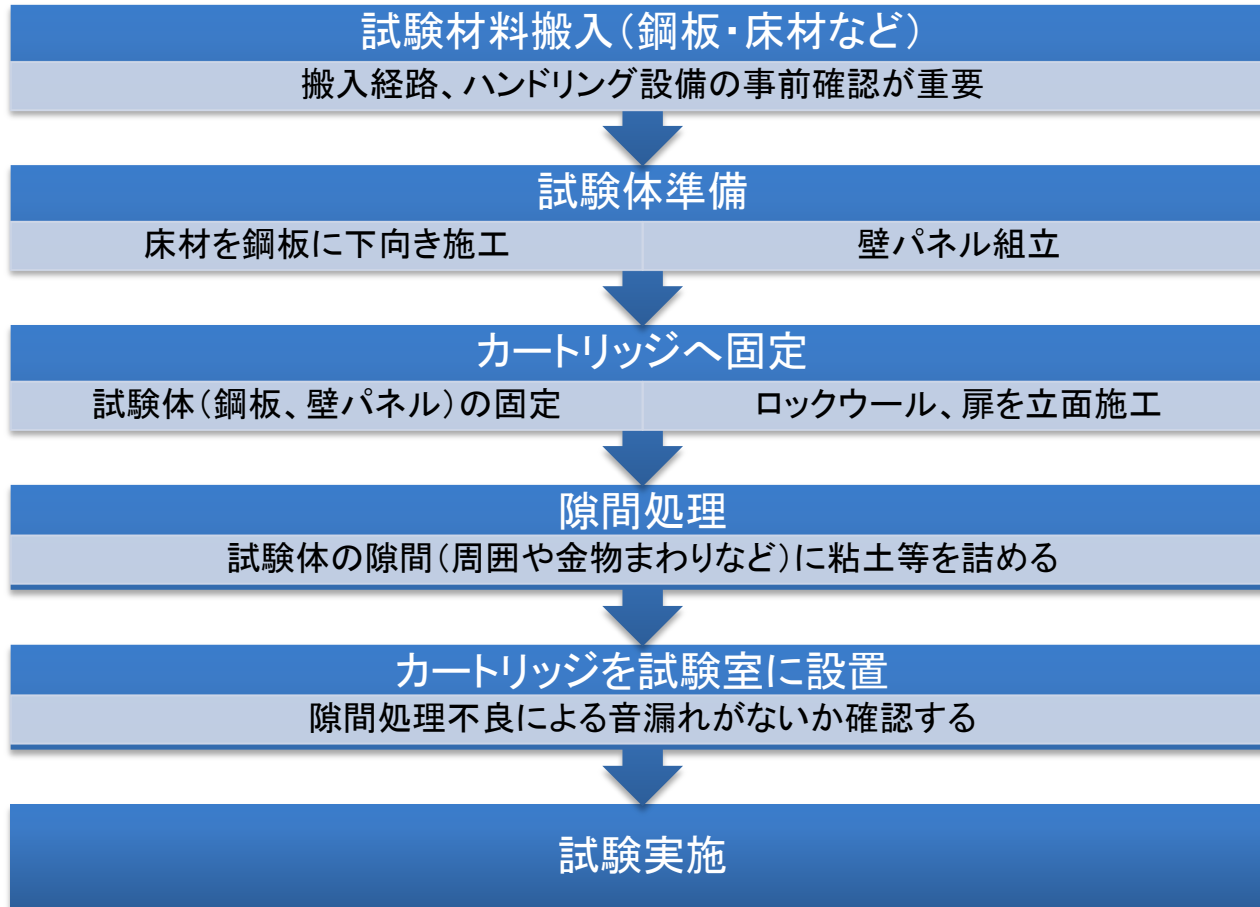 試験材料搬入（鋼板・床材など）
搬入経路、ハンドリング設備の事前確認が重要
試験体準備
床材を鋼板に下向き施工
壁パネル組立
カートリッジへ固定
試験体（鋼板、壁パネル）の固定
ロックウール、扉を立面施工
隙間処理
試験体の隙間（周囲や金物まわりなど）に粘土等を詰める
カートリッジを試験室に設置
隙間処理不良による音漏れがないか確認する
試験実施